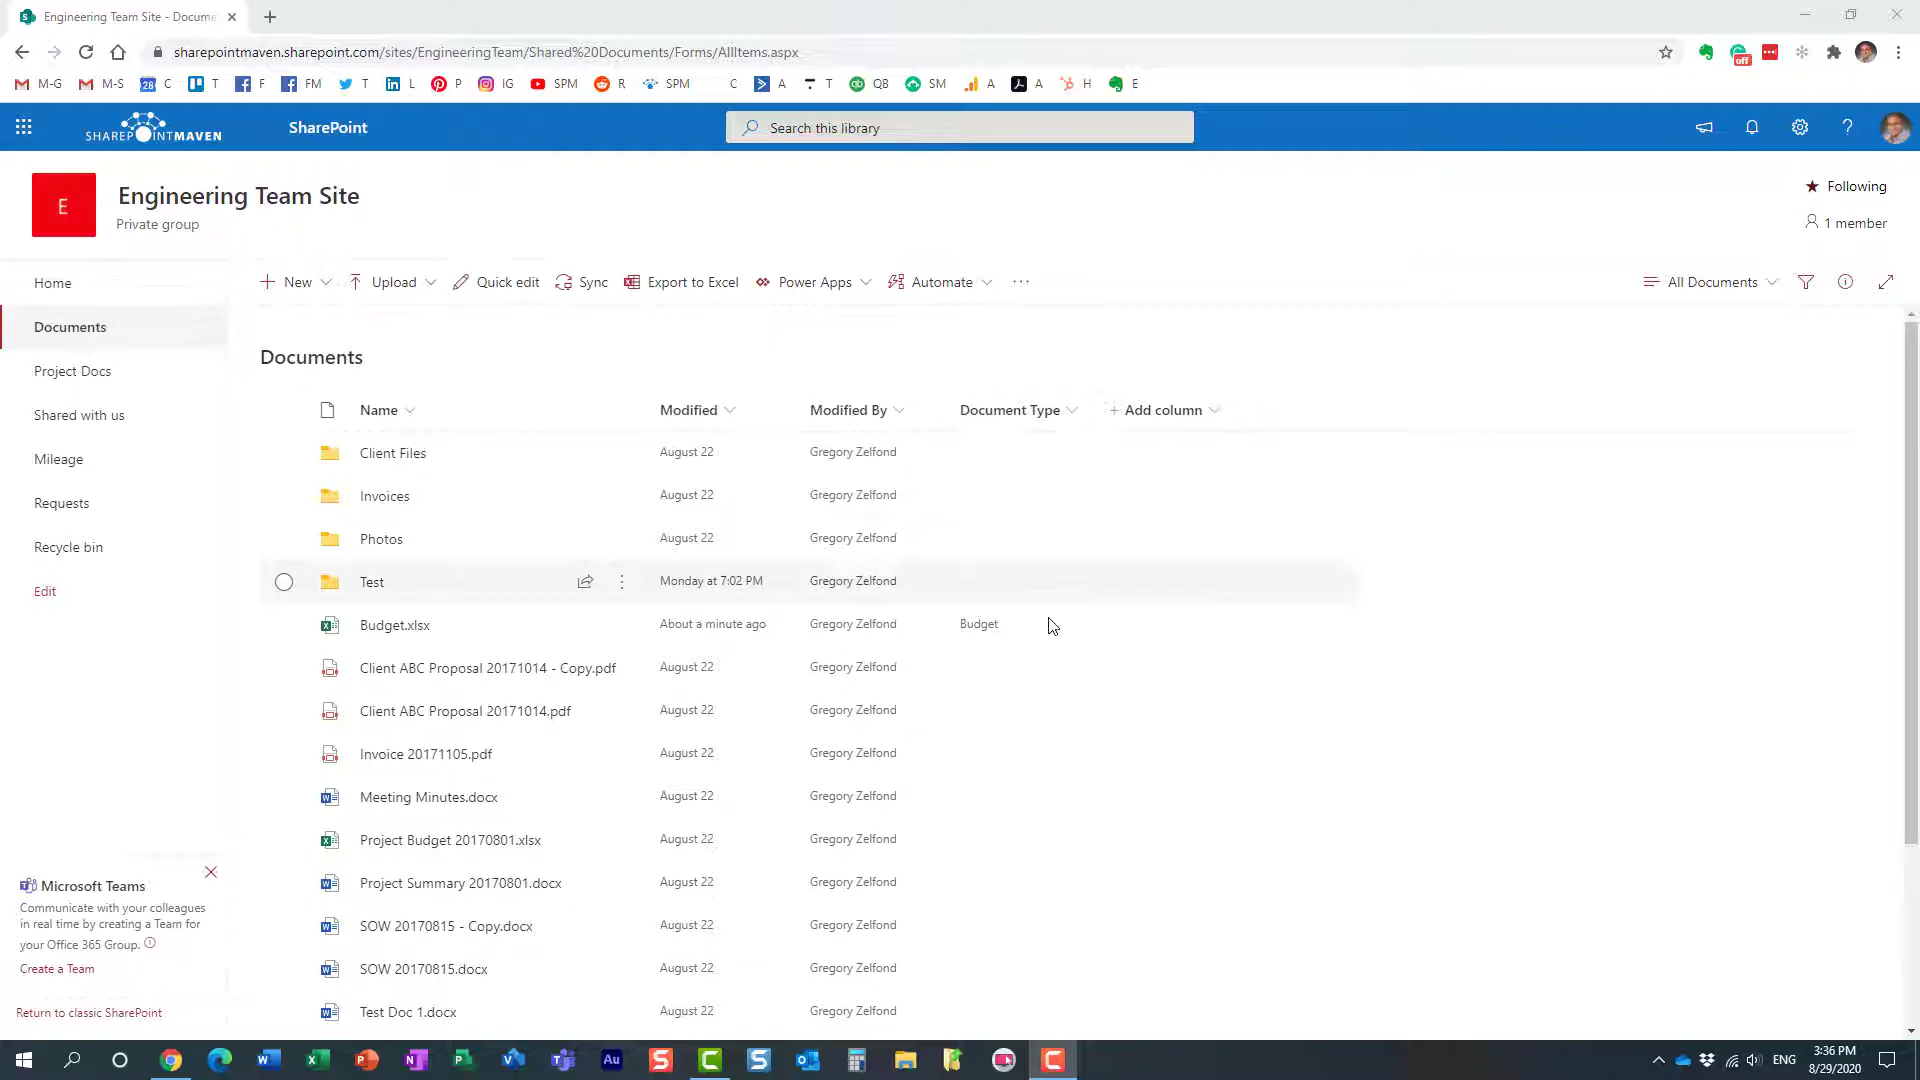 Engineering Team Site - Docume
sharepointmaven.sharepoint.com/sites/EngineeringTeam/Shared%20Documents/Forms/AllItems.aspx
off
M-G M-S 28 C T F FM T L P IG SPM R SPM C A T QB SM A A H E
SHAREPOINTMAVEN SharePoint Search this library ?
E Engineering Team Site
Private group
Following
1 member
Home
Documents
Project Docs
Shared with us
Mileage
Requests
Recycle bin
Edit
New Upload Quick edit Sync Export to Excel Power Apps Automate ··· All Documents
Documents
Name Modified Modified By Document Type + Add column
Client Files August 22 Gregory Zelfond
Invoices August 22 Gregory Zelfond
Photos August 22 Gregory Zelfond
Test Monday at 7:02 PM Gregory Zelfond
Budget.xlsx About a minute ago Gregory Zelfond Budget
Client ABC Proposal 20171014 - Copy.pdf August 22 Gregory Zelfond
Client ABC Proposal 20171014.pdf August 22 Gregory Zelfond
Invoice 20171105.pdf August 22 Gregory Zelfond
Meeting Minutes.docx August 22 Gregory Zelfond
Project Budget 20170801.xlsx August 22 Gregory Zelfond
Project Summary 20170801.docx August 22 Gregory Zelfond
SOW 20170815 - Copy.docx August 22 Gregory Zelfond
SOW 20170815.docx August 22 Gregory Zelfond
Test Doc 1.docx August 22 Gregory Zelfond
Microsoft Teams
Communicate with your colleagues
in real time by creating a Team for
your Office 365 Group.
Create a Team
Return to classic SharePoint
Au
ENG
3:36 PM
8/29/2020